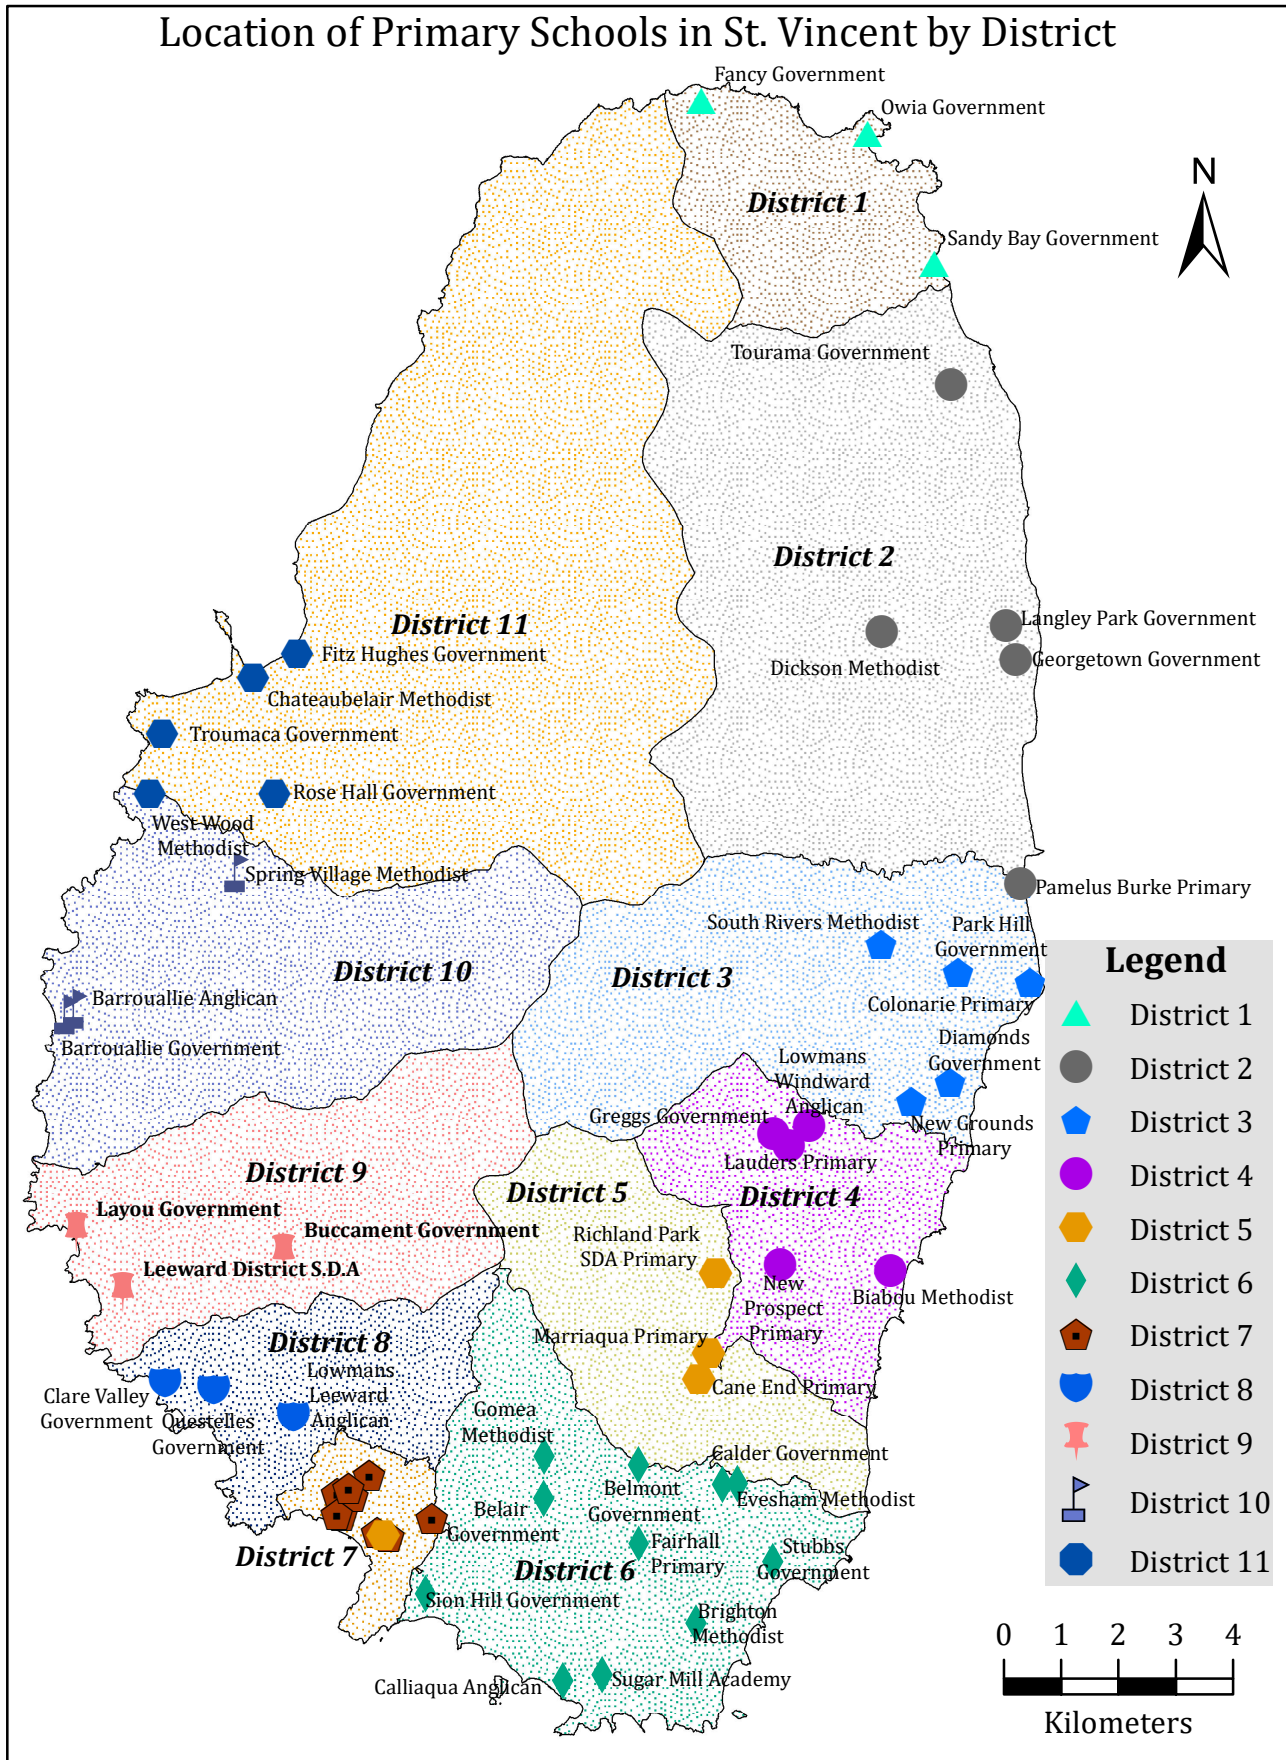 Location of Primary Schools in St. Vincent by District
Fancy Government
Owia Government
N
District 1
Sandy Bay Government
Tourama Government
District 2
Langley Park Government
District 11
Fitz Hughes Government
Georgetown Government
Dickson Methodist
Chateaubelair Methodist
Troumaca Government
Rose Hall Government
West Wood
Methodist
Spring Village Methodist
Pamelus Burke Primary
South Rivers Methodist
Park Hill
Government
District 10
District 3
Barrouallie Anglican
Colonarie Primary
Barrouallie Government
Diamonds
Government
Lowmans
Windward
Anglican
Greggs Government
New Grounds
Primary
Lauders Primary
District 9
District 5
District 4
Layou Government
Buccament Government
Richland Park
SDA Primary
Leeward District S.D.A
New
Prospect
Primary
Biabou Methodist
District 8
Marriaqua Primary
Lowmans
Leeward
Anglican
Clare Valley
Government
Questelles
Government
Cane End Primary
Gomea
Methodist
Calder Government
Belmont
Government
Evesham Methodist
Belair
Government
District 7
Fairhall
Primary
Stubbs
Government
District 6
Sion Hill Government
Brighton
Methodist
Calliaqua Anglican
Sugar Mill Academy
Legend
District 1
District 2
District 3
District 4
District 5
District 6
District 7
District 8
District 9
District 10
District 11
0 1 2 3 4
Kilometers